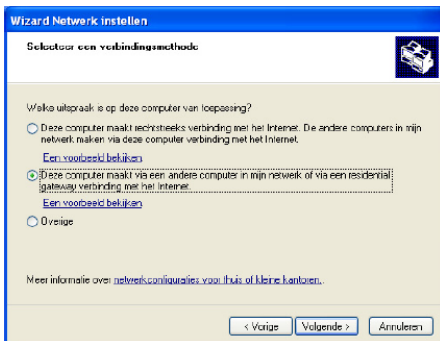 Wizard Netwerk instellen
Selecteer een verbindingsmethode
Welke uitspraak is op deze computer van toepassing?
Deze computer maakt rechtstreeks verbinding met het Internet. De andere computers in mijn
netwerk maken via deze computer verbinding met het Internet.
Een voorbeeld bekijken.
Deze computer maakt via een andere computer in mijn netwerk of via een residential
gateway verbinding met het Internet.
Een voorbeeld bekijken.
Overige
Meer informatie over netwerkconfiguraties voor thuis of kleine kantoren..
< Vorige
Volgende >
Annuleren